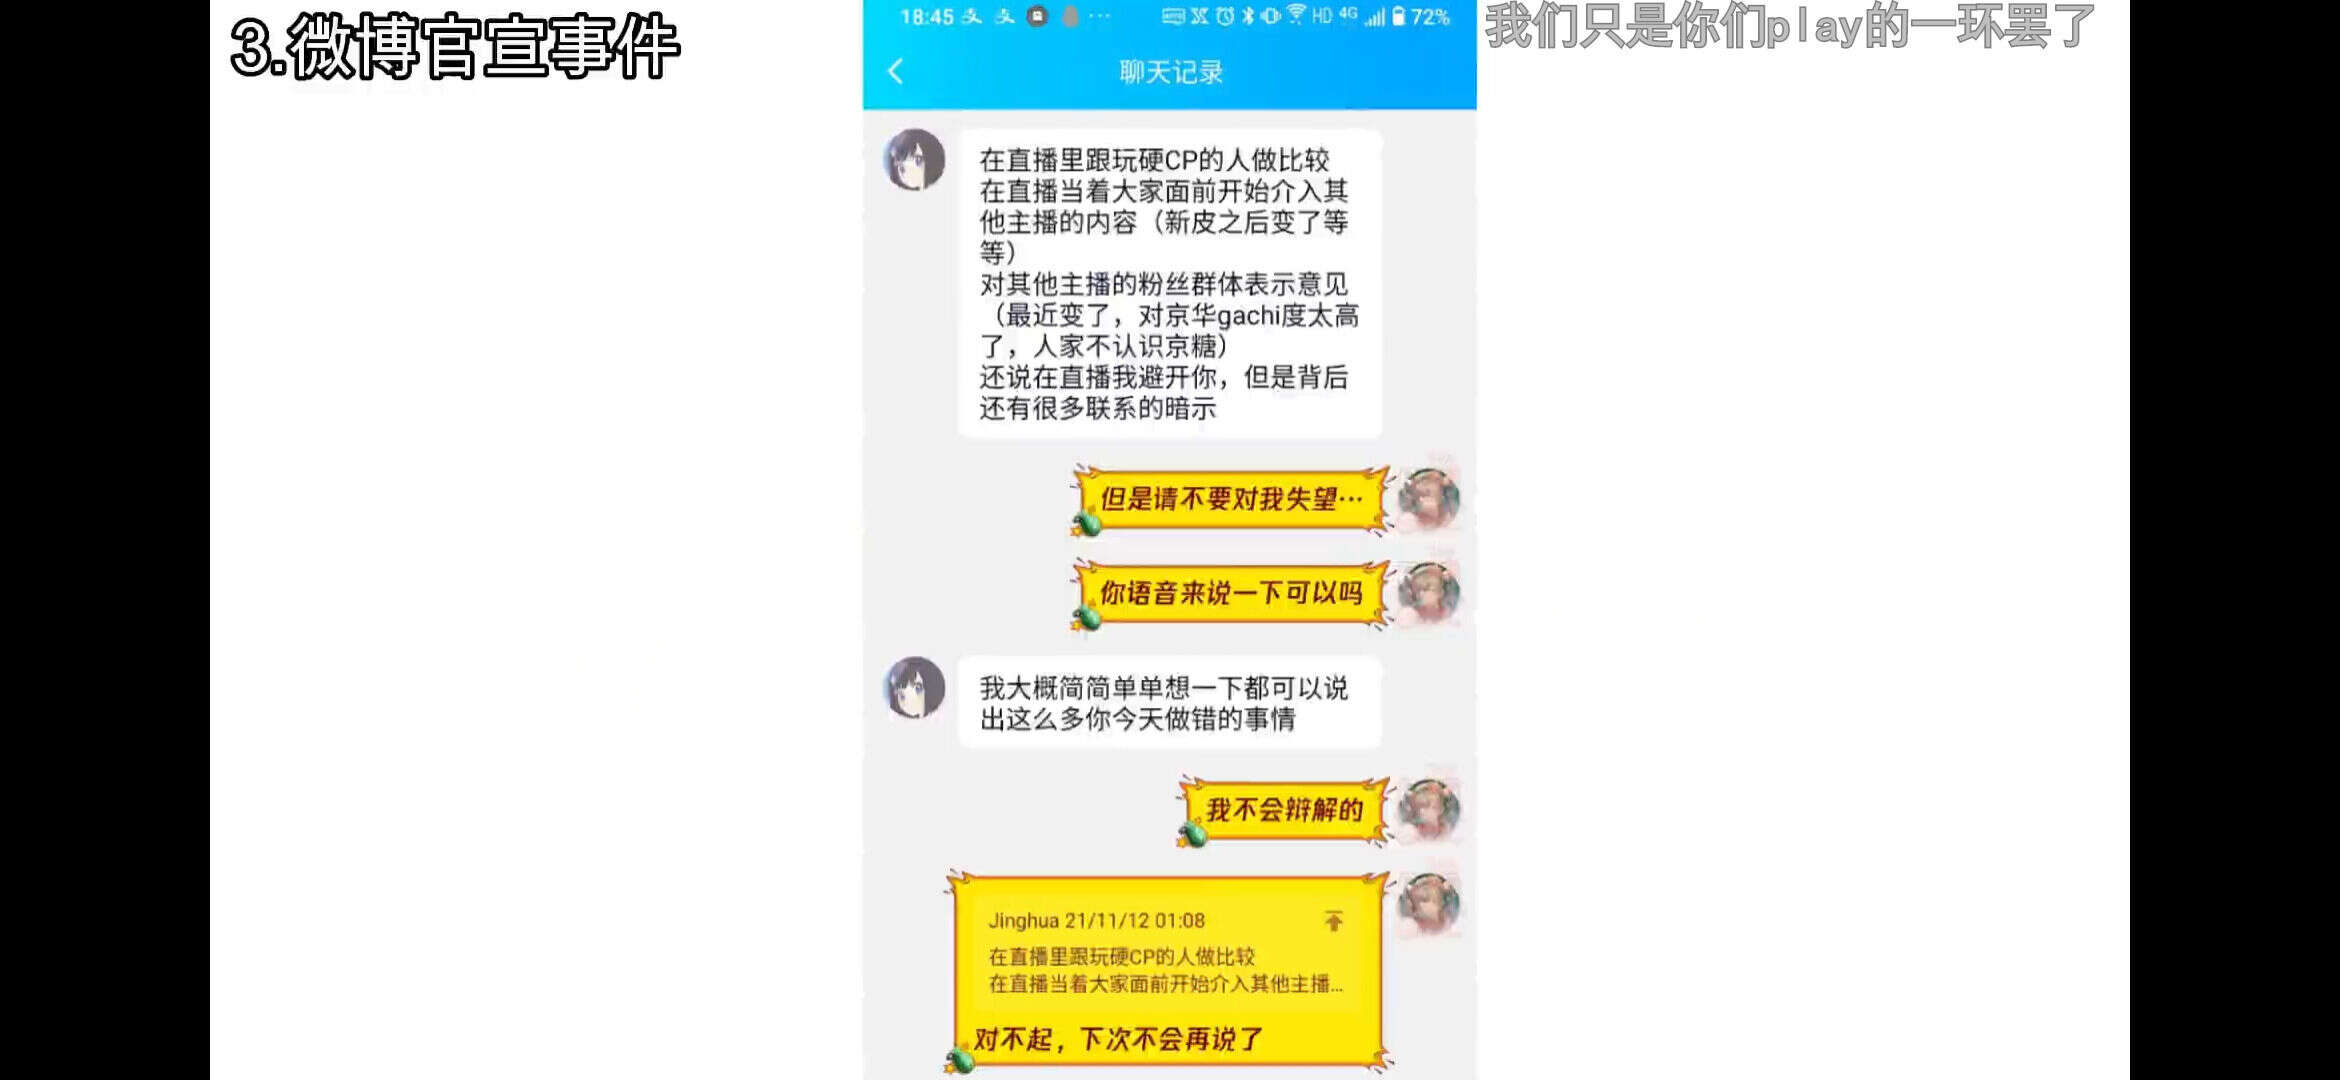 3.微博官宣事件
我们只是你们play的一环罢了
18:45
HD 4G 72%
聊天记录
在直播里跟玩硬CP的人做比较
在直播当着大家面前开始介入其
他主播的内容（新皮之后变了等
等）
对其他主播的粉丝群体表示意见
（最近变了，对京华gachi度太高
了，人家不认识京糖）
还说在直播我避开你，但是背后
还有很多联系的暗示
但是请不要对我失望…
你语音来说一下可以吗
我大概简简单单想一下都可以说
出这么多你今天做错的事情
我不会辩解的
Jinghua 21/11/12 01:08
在直播里跟玩硬CP的人做比较
在直播当着大家面前开始介入其他主播...
对不起，下次不会再说了